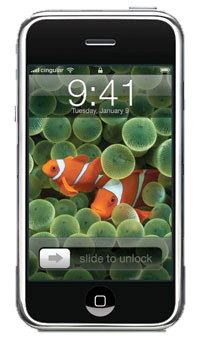 cingular
9:41
Tuesday, January 9
slide to unlock